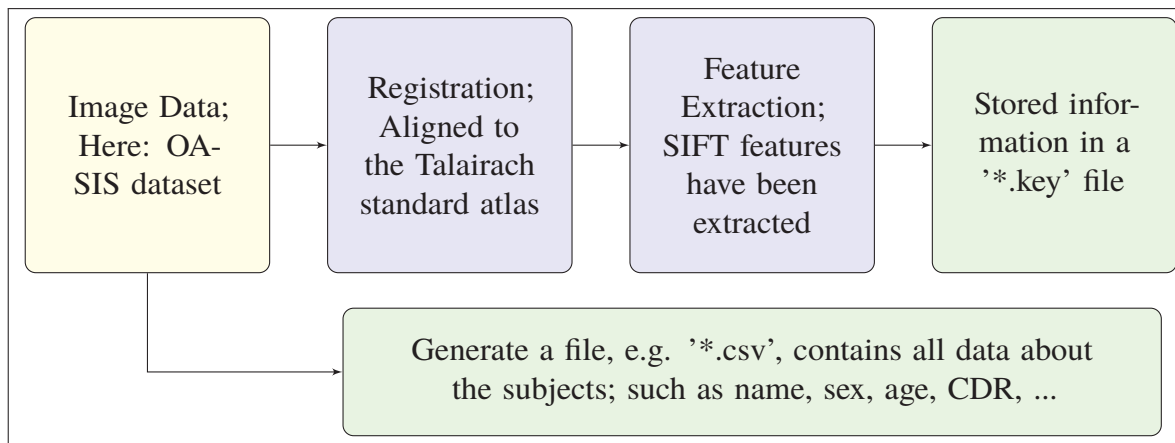 Image Data;
Here: OA-
SIS dataset
Registration;
Aligned to
the Talairach
standard atlas
Feature
Extraction;
SIFT features
have been
extracted
Stored infor-
mation in a
'*.key' file
Generate a file, e.g. '*.csv', contains all data about
the subjects; such as name, sex, age, CDR, ...